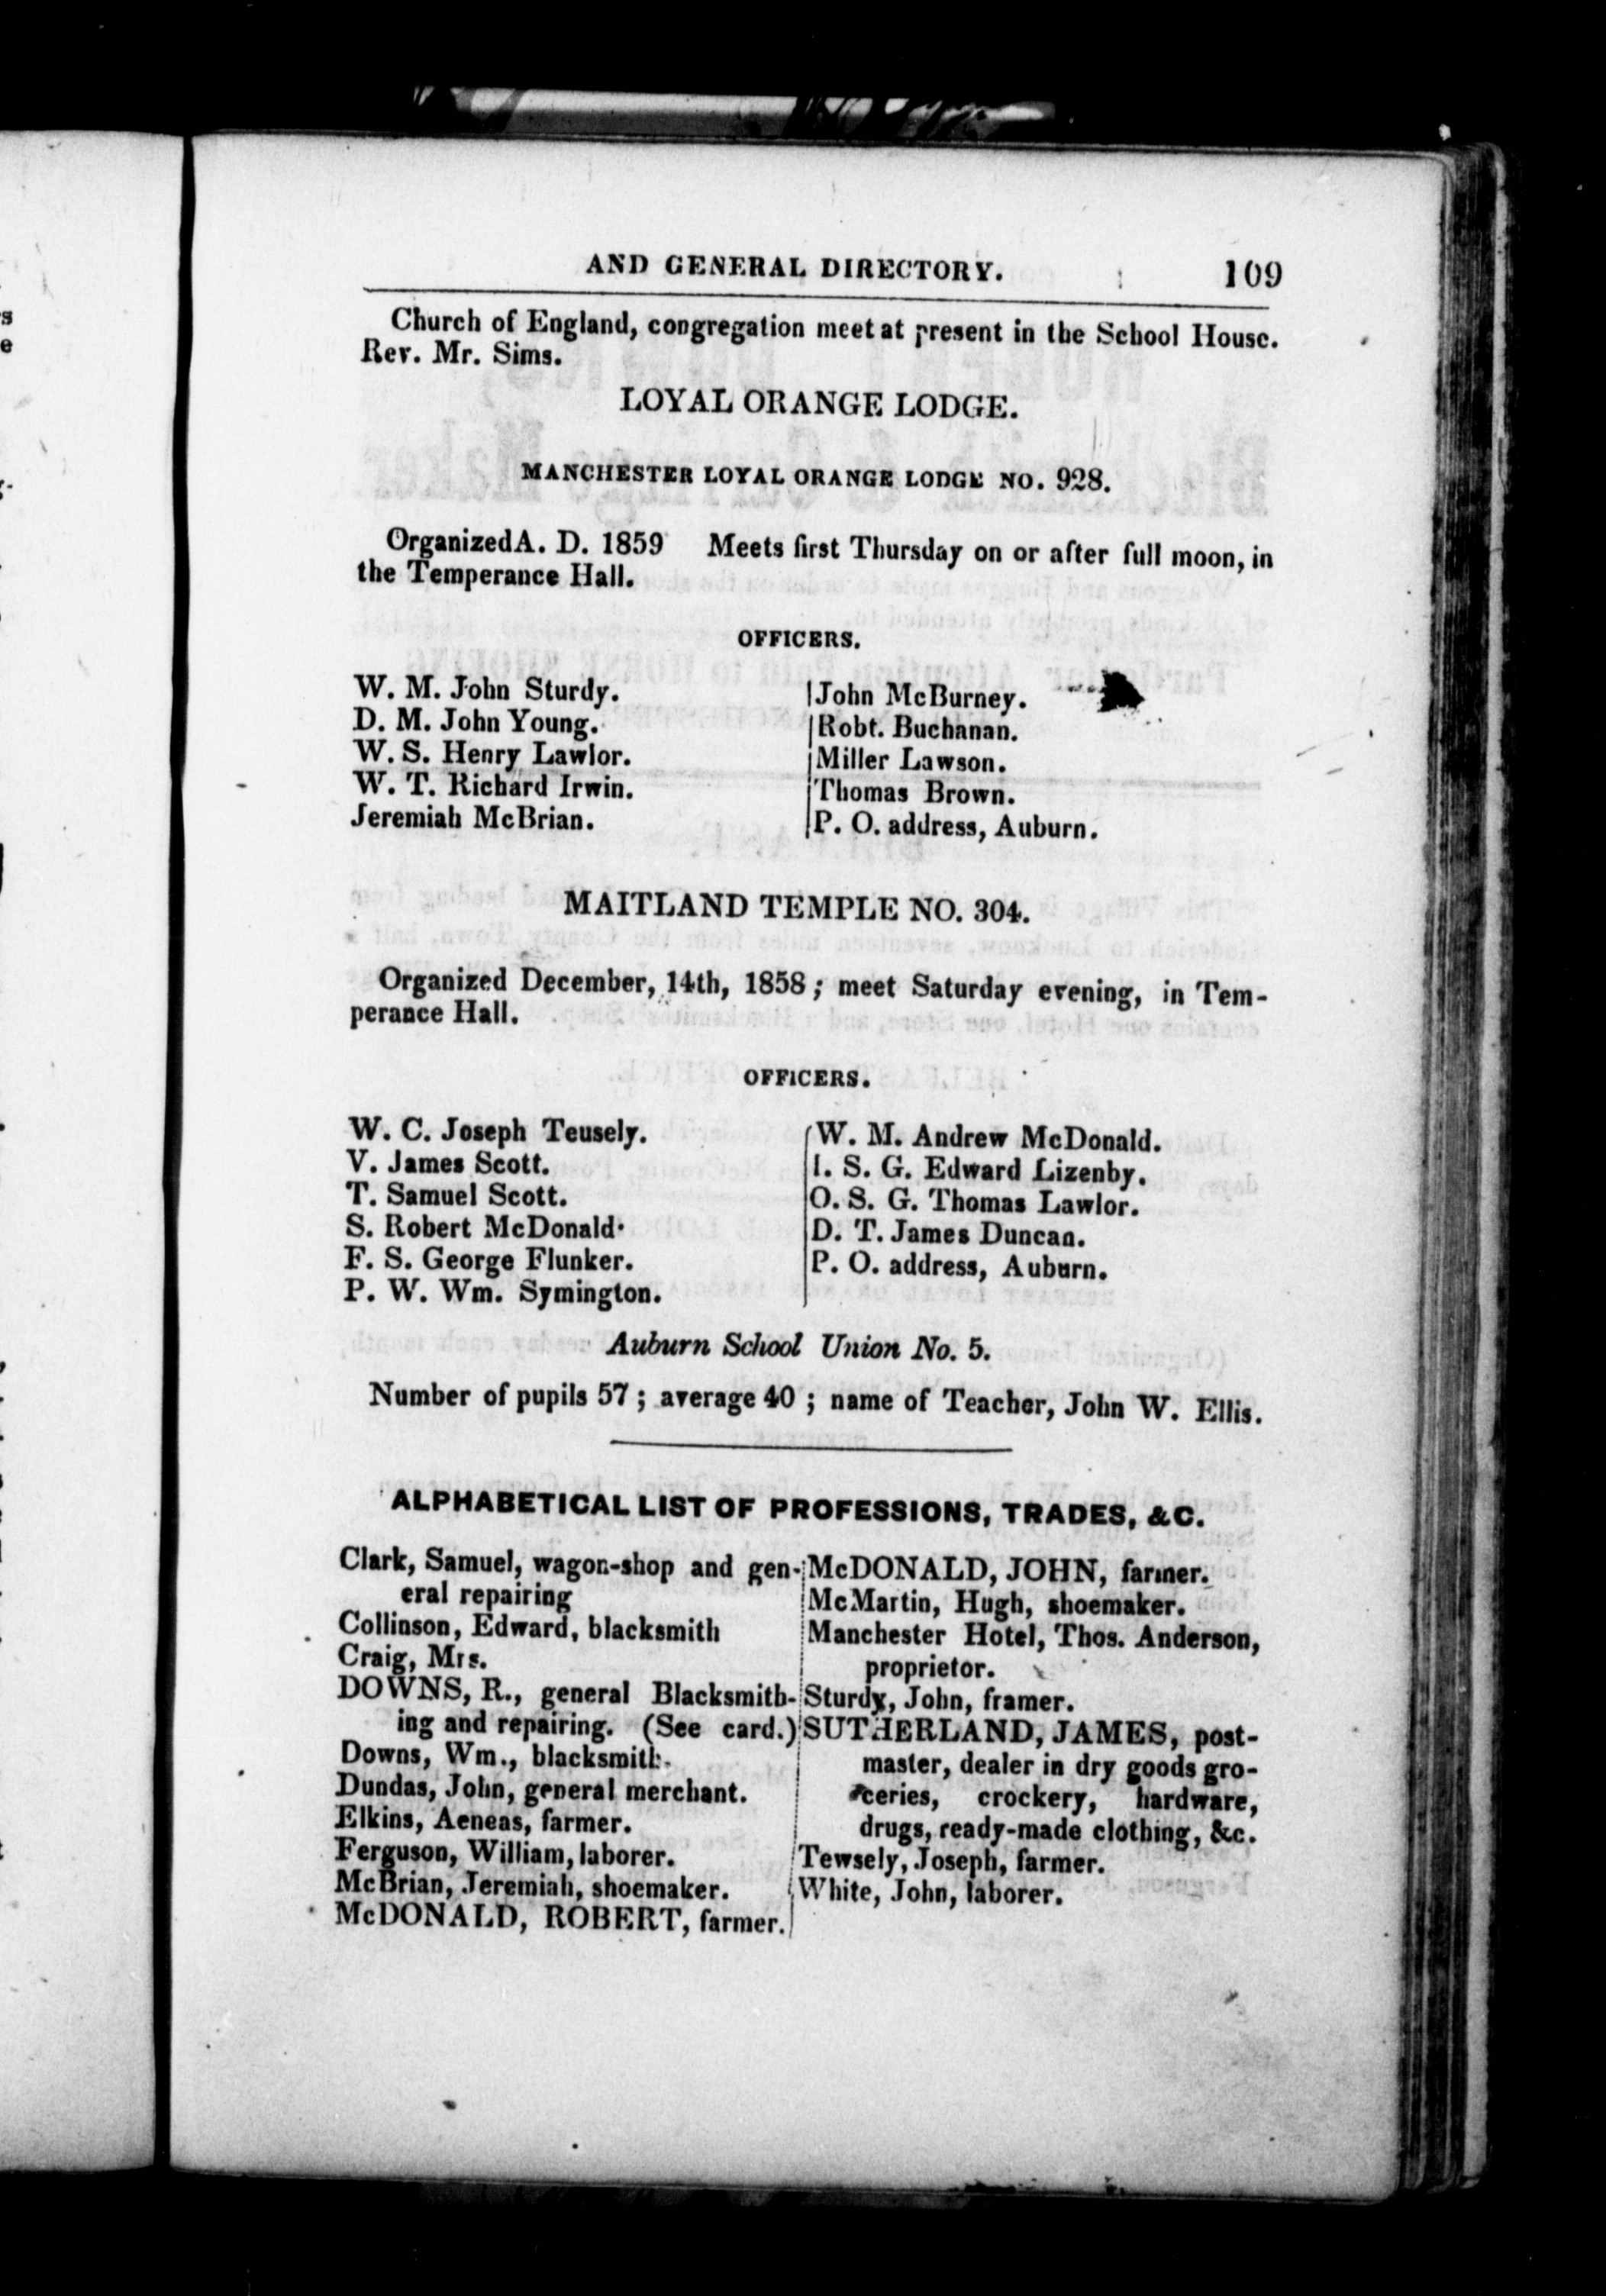 AND GENERAL DIRECTORY. 109
Church of England, congregation meet at present in the School House.
Rev. Mr. Sims.
LOYAL ORANGE LODGE.
MANCHESTER LOYAL ORANGE LODGE NO. 928.
Organized A. D. 1859 Meets first Thursday on or after full moon, in
the Temperance Hall.
OFFICERS.
W. M. John Sturdy.
D. M. John Young.
W. S. Henry Lawlor.
W. T. Richard Irwin.
Jeremiah McBrian.
John McBurney.
Robt. Buchanan.
Miller Lawson.
Thomas Brown.
P. O. address, Auburn.
MAITLAND TEMPLE NO. 304.
Organized December, 14th, 1858; meet Saturday evening, in Tem-
perance Hall.
OFFICERS.
W. C. Joseph Teusely.
V. James Scott.
T. Samuel Scott.
S. Robert McDonald.
F. S. George Flunker.
P. W. Wm. Symington.
W. M. Andrew McDonald.
I. S. G. Edward Lizenby.
O. S. G. Thomas Lawlor.
D. T. James Duncan.
P. O. address, Auburn.
Auburn School Union No. 5.
Number of pupils 57; average 40; name of Teacher, John W. Ellis.
ALPHABETICAL LIST OF PROFESSIONS, TRADES, &C.
Clark, Samuel, wagon-shop and gen-
eral repairing
Collinson, Edward, blacksmith
Craig, Mrs.
DOWNS, R., general Blacksmith-
ing and repairing. (See card.)
Downs, Wm., blacksmith.
Dundas, John, general merchant.
Elkins, Aeneas, farmer.
Ferguson, William, laborer.
McBrian, Jeremiah, shoemaker.
McDONALD, ROBERT, farmer.
McDONALD, JOHN, farmer.
McMartin, Hugh, shoemaker.
Manchester Hotel, Thos. Anderson,
proprietor.
Sturdy, John, framer.
SUTHERLAND, JAMES, post-
master, dealer in dry goods gro-
ceries, crockery, hardware,
drugs, ready-made clothing, &c.
Tewsely, Joseph, farmer.
White, John, laborer.